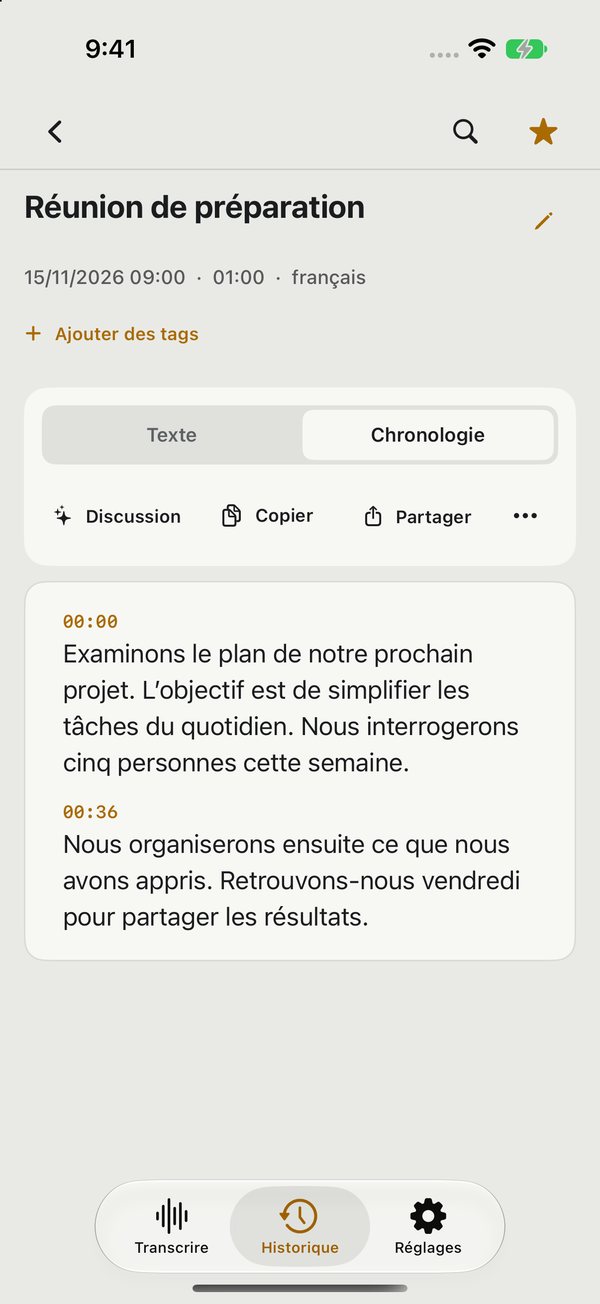 9:41
Réunion de préparation
15/11/2026 09:00 · 01:00 · français
+ Ajouter des tags
Texte
Chronologie
Discussion
Copier
Partager
00:00
Examinons le plan de notre prochain
projet. L’objectif est de simplifier les
tâches du quotidien. Nous interrogerons
cinq personnes cette semaine.
00:36
Nous organiserons ensuite ce que nous
avons appris. Retrouvons-nous vendredi
pour partager les résultats.
Transcrire
Historique
Réglages